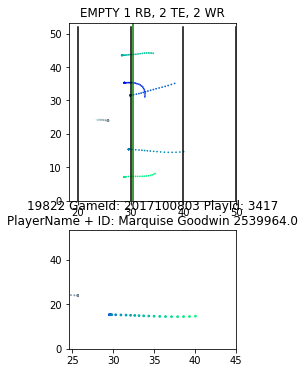 EMPTY 1 RB, 2 TE, 2 WR
50
40
30
20
10
0
20 30 40 50
19822 GameId: 2017100803 PlayId: 3417
PlayerName + ID: Marquise Goodwin 2539964.0
40
20
0
25 30 35 40 45